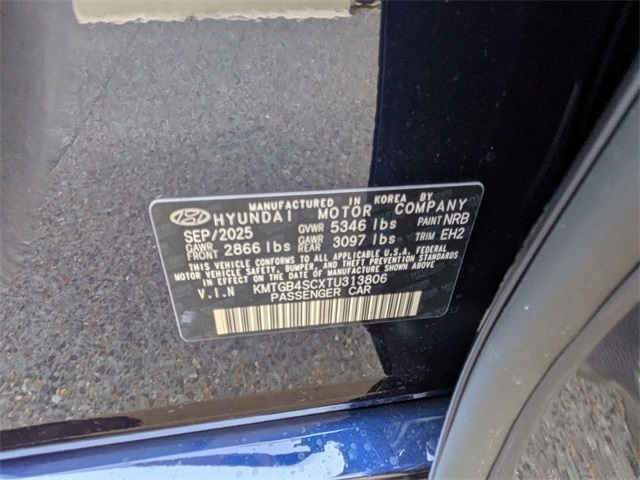 MANUFACTURED IN KOREA BY
HYUNDAI MOTOR COMPANY
SEP/2025 GVWR 5346 lbs PAINT NRB
GAWR FRONT 2866 lbs GAWR REAR 3097 lbs TRIM EH2
THIS VEHICLE CONFORMS TO ALL APPLICABLE U.S.A. FEDERAL
MOTOR VEHICLE SAFETY, BUMPER, AND THEFT PREVENTION STANDARDS
IN EFFECT ON THE DATE OF MANUFACTURE SHOWN ABOVE.
V.I.N KMTGB4SCXTU313806
PASSENGER CAR